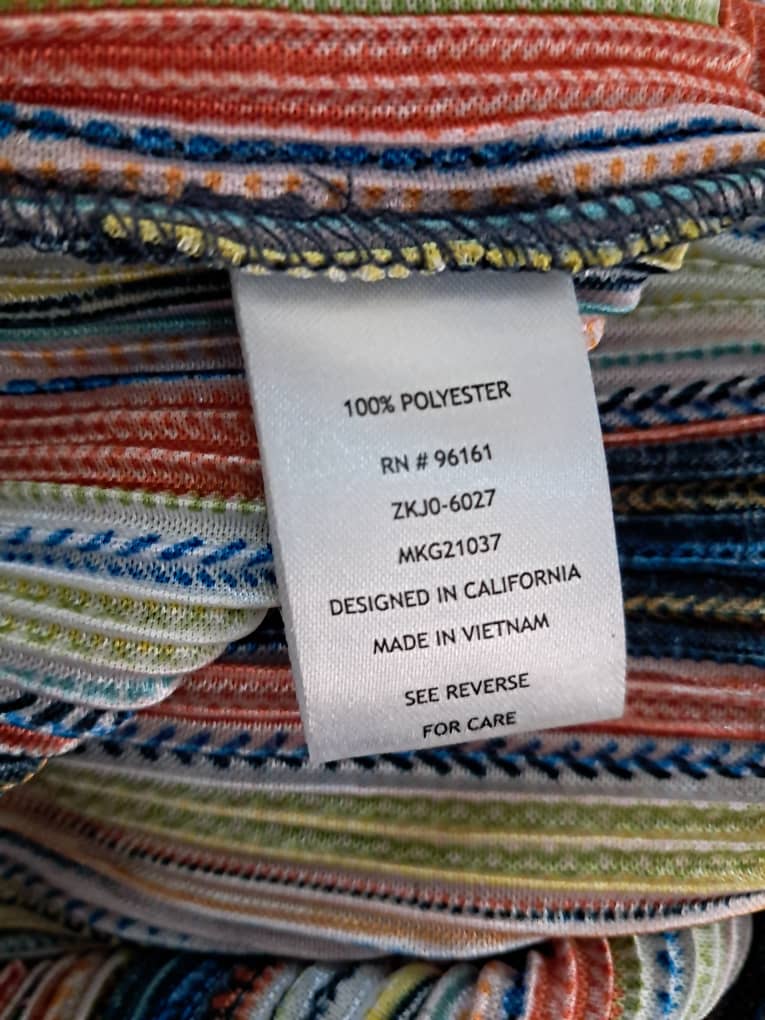 100% POLYESTER
RN # 96161
ZKJ0-6027
MKG21037
DESIGNED IN CALIFORNIA
MADE IN VIETNAM
SEE REVERSE
FOR CARE